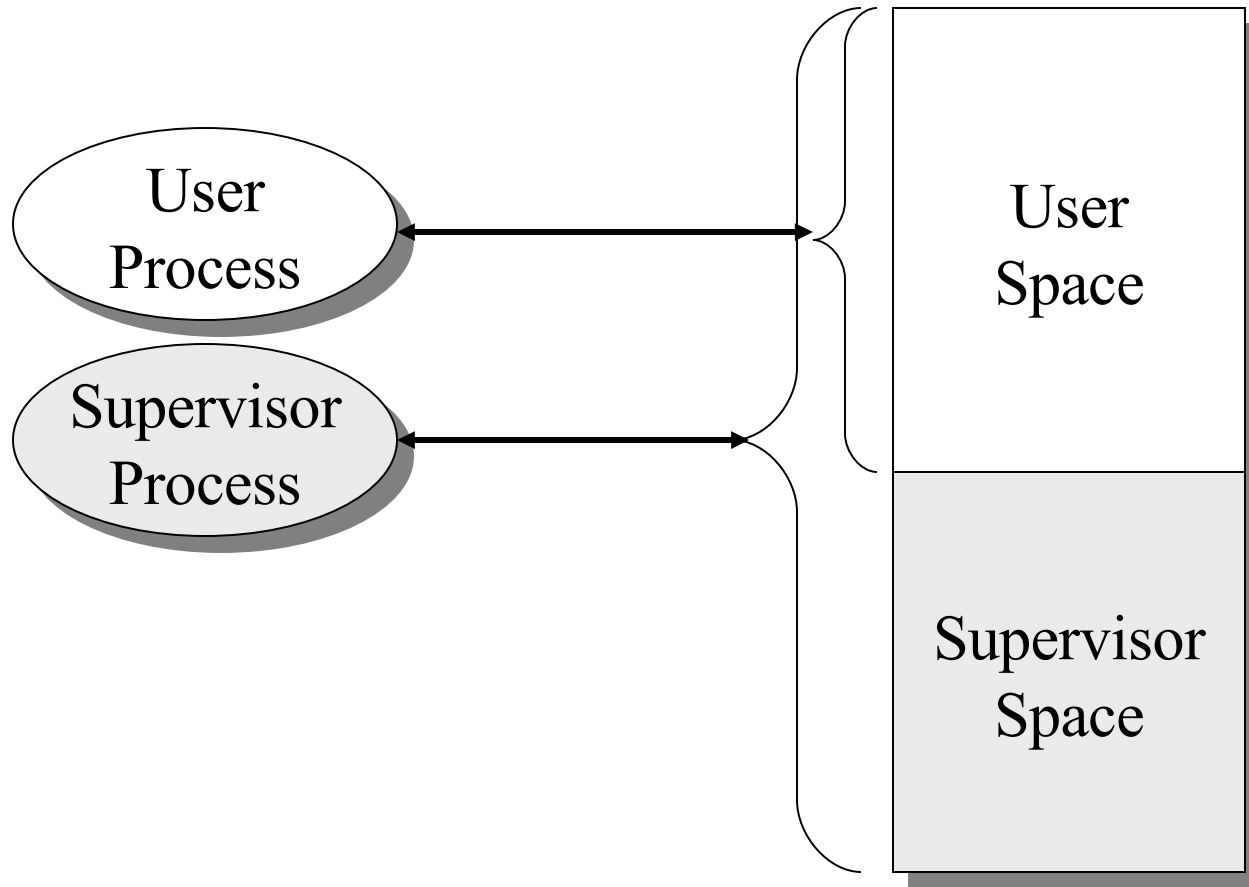 User
Process
Supervisor
Process
User
Space
Supervisor
Space